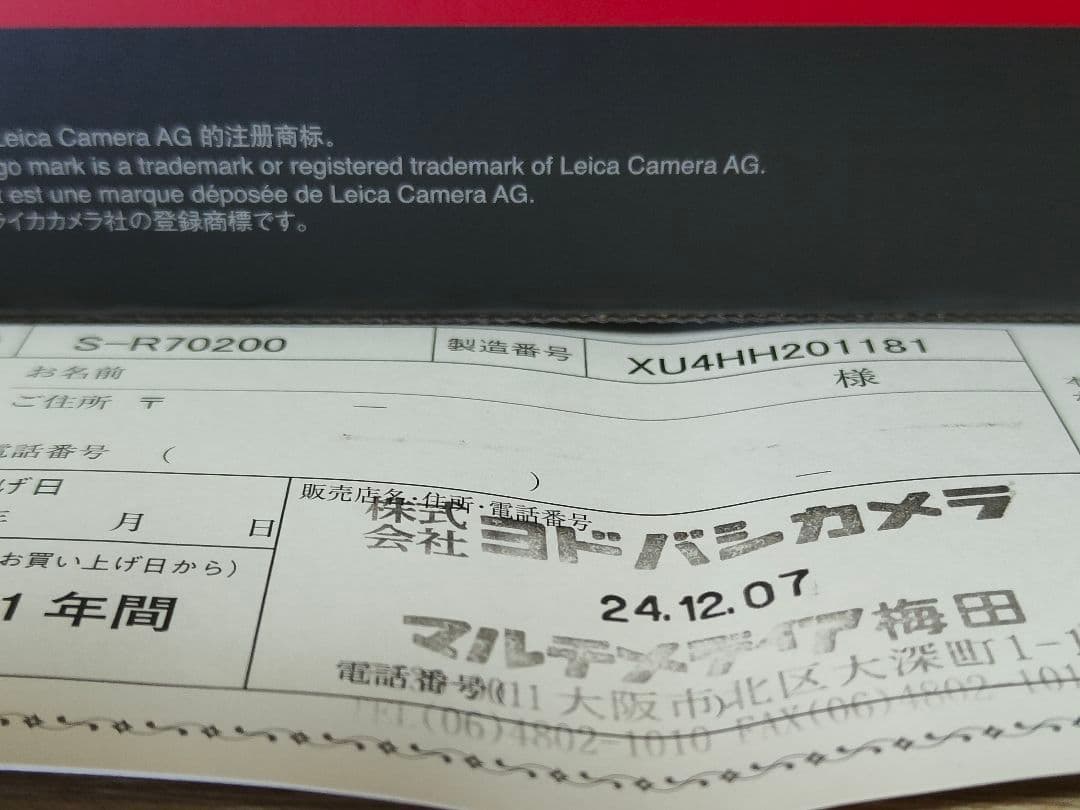 Leica Camera AG 的注册商标。
go mark is a trademark or registered trademark of Leica Camera AG.
est une marque déposée de Leica Camera AG.
ライカカメラ社の登録商標です。
S-R70200 製造番号 XU4HH201181
お名前 様
ご住所 〒 —
電話番号 ( ) —
げ日
年 月 日
販売店名・住所・電話番号
株式会社 ヨドバシカメラ
お買い上げ日から)
24.12.07
1年間
マルチメディア梅田
電話番号 大阪市北区大深町1-1
TEL(06)4802-1010 FAX(06)4802-101